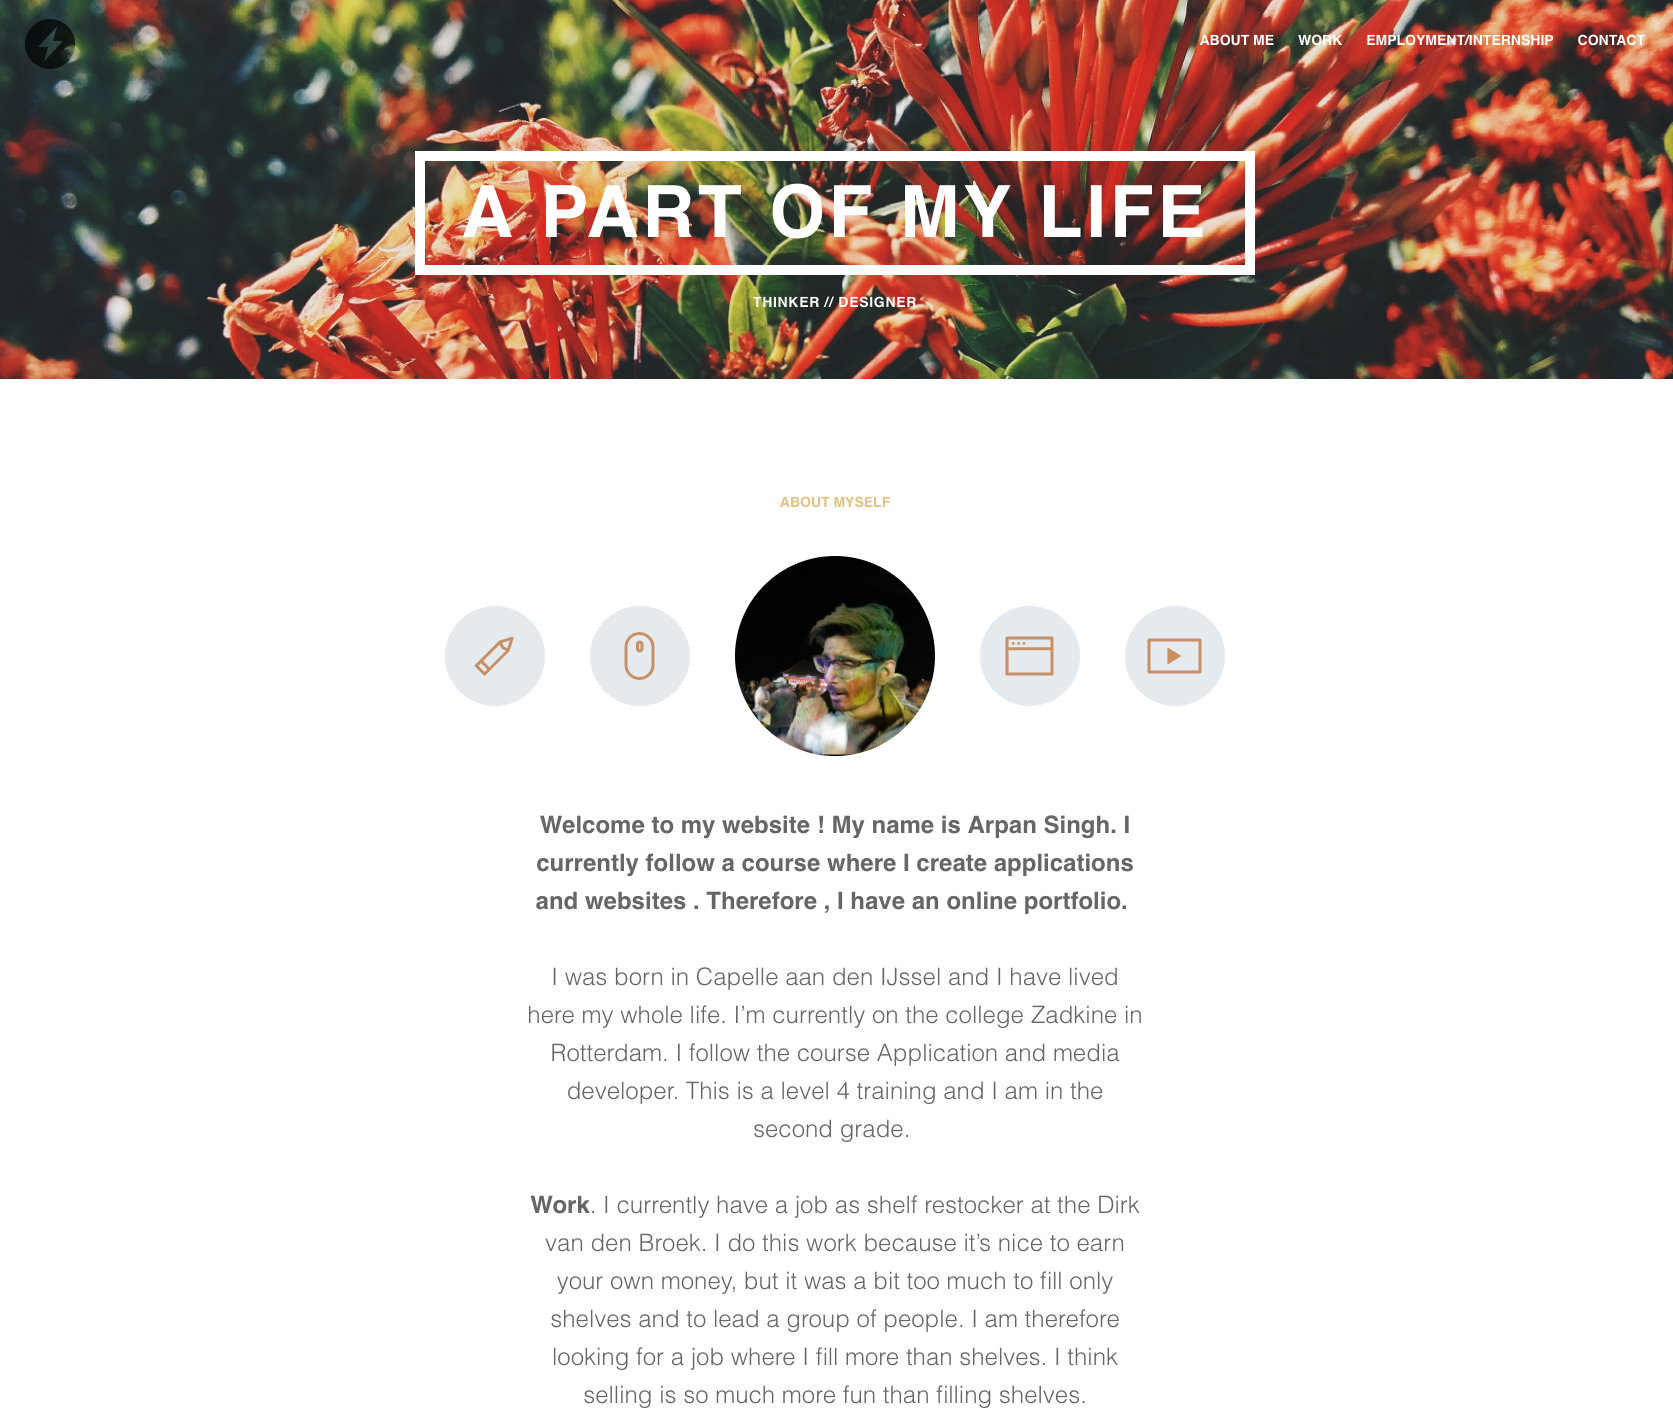 ABOUT ME WORK EMPLOYMENT/INTERNSHIP CONTACT
A PART OF MY LIFE
THINKER // DESIGNER
ABOUT MYSELF
Welcome to my website ! My name is Arpan Singh. I
currently follow a course where I create applications
and websites . Therefore , I have an online portfolio.
I was born in Capelle aan den IJssel and I have lived
here my whole life. I’m currently on the college Zadkine in
Rotterdam. I follow the course Application and media
developer. This is a level 4 training and I am in the
second grade.
Work. I currently have a job as shelf restocker at the Dirk
van den Broek. I do this work because it’s nice to earn
your own money, but it was a bit too much to fill only
shelves and to lead a group of people. I am therefore
looking for a job where I fill more than shelves. I think
selling is so much more fun than filling shelves.